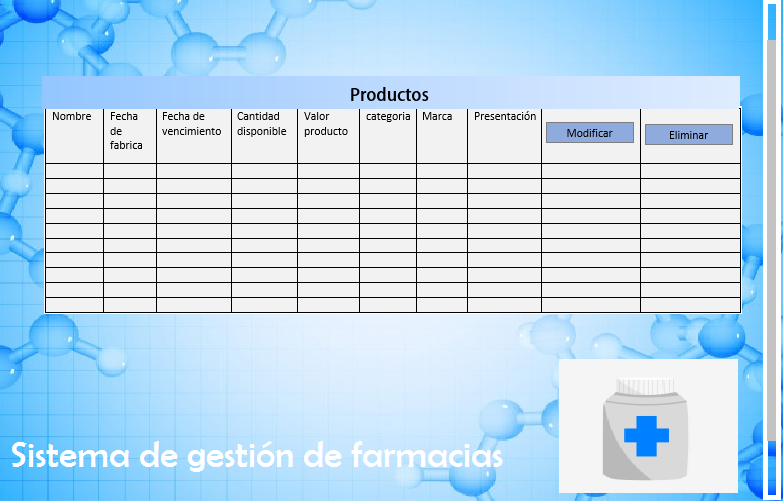 Productos
Nombre
Fecha
de
fabrica
Fecha de
vencimiento
Cantidad
disponible
Valor
producto
categoria
Marca
Presentación
Modificar
Eliminar
Sistema de gestión de farmacias